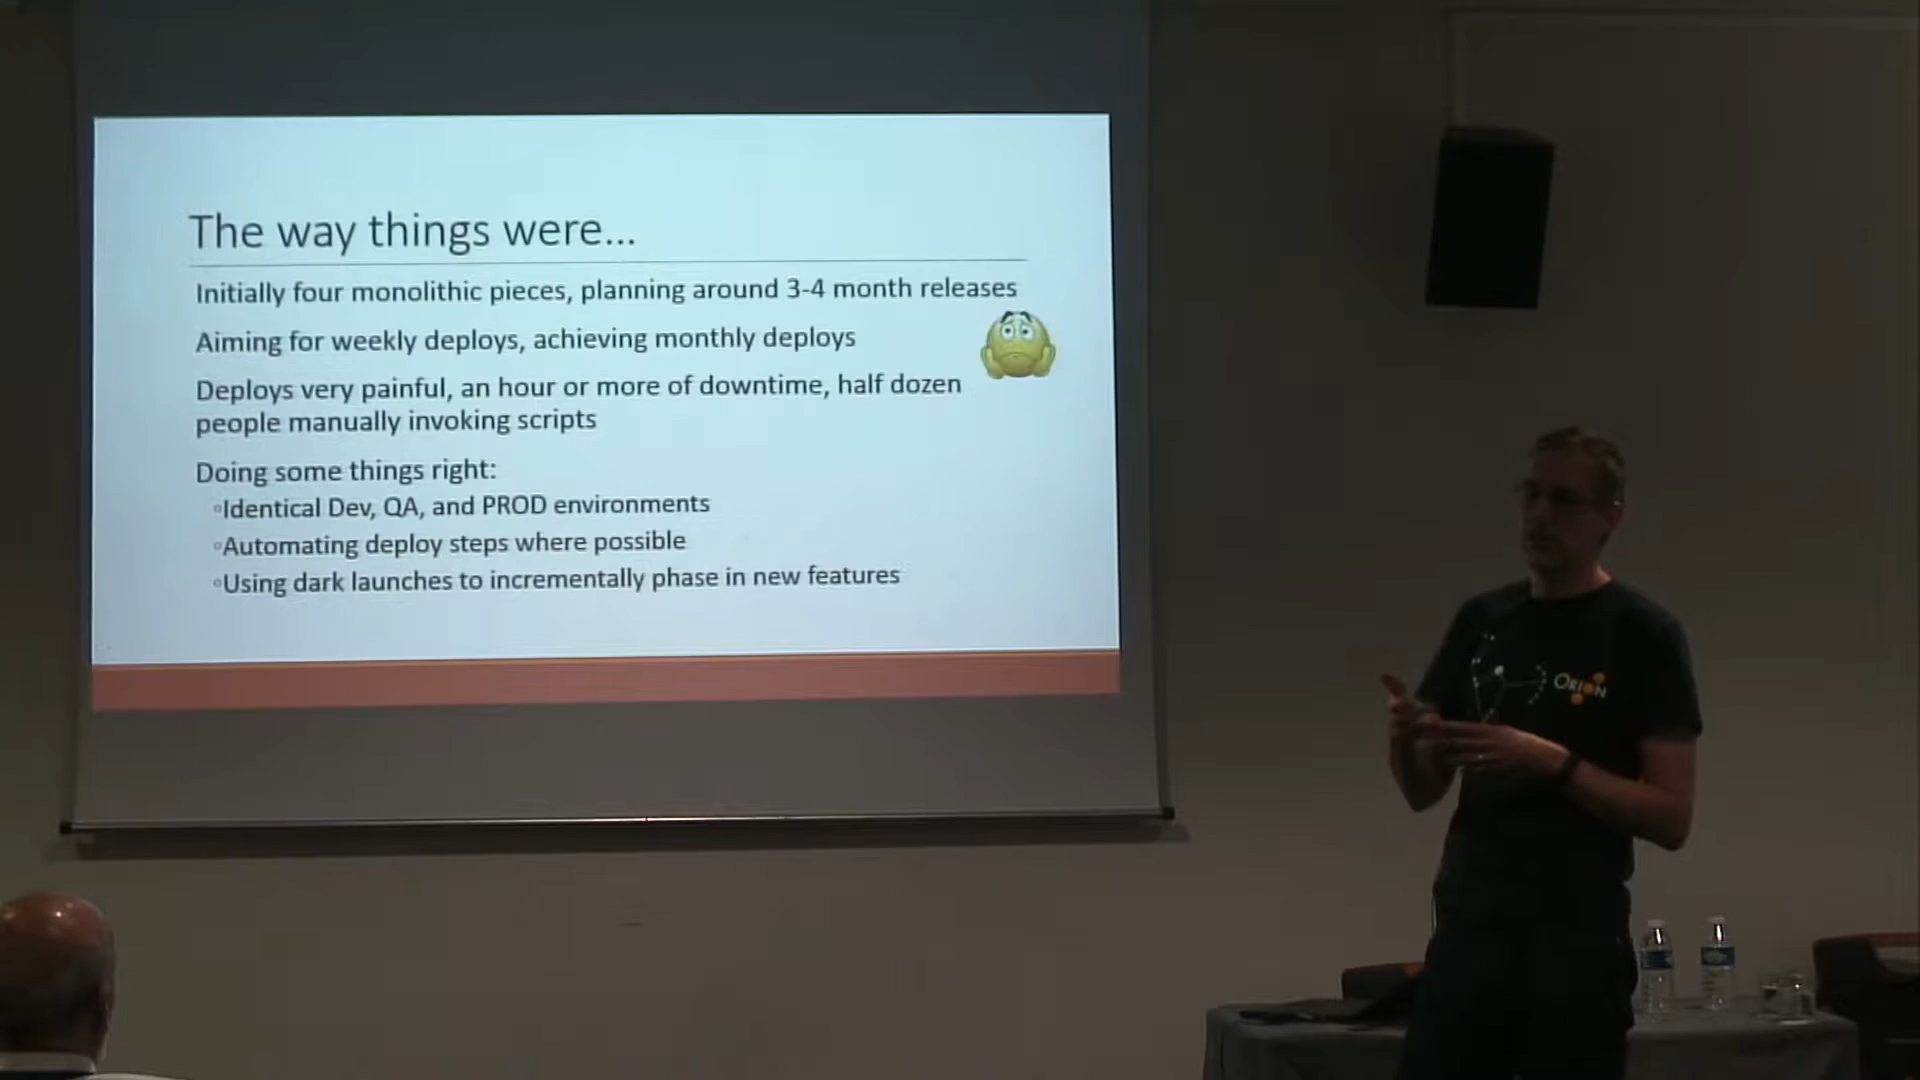 The way things were...
Initially four monolithic pieces, planning around 3-4 month releases
Aiming for weekly deploys, achieving monthly deploys
Deploys very painful, an hour or more of downtime, half dozen
people manually invoking scripts
Doing some things right:
◦Identical Dev, QA, and PROD environments
◦Automating deploy steps where possible
◦Using dark launches to incrementally phase in new features
ORION